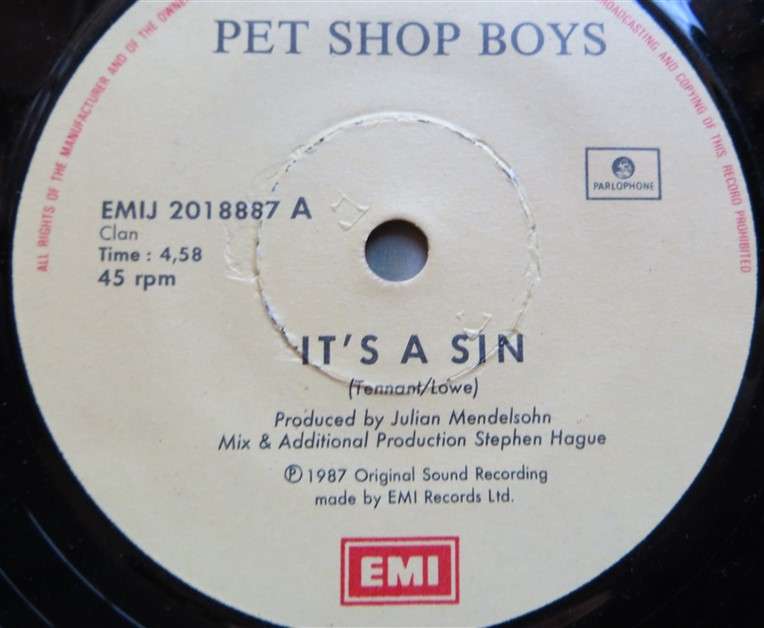 PET SHOP BOYS
ALL RIGHTS OF THE MANUFACTURER AND OF THE OWNE
BROADCASTING AND COPYING OF THIS RECORD PROHIBITED
PARLOPHONE
EMIJ 2018887 A
Clan
Time : 4,58
45 rpm
IT'S A SIN
(Tennant/Lowe)
Produced by Julian Mendelsohn
Mix & Additional Production Stephen Hague
℗ 1987 Original Sound Recording
made by EMI Records Ltd.
EMI